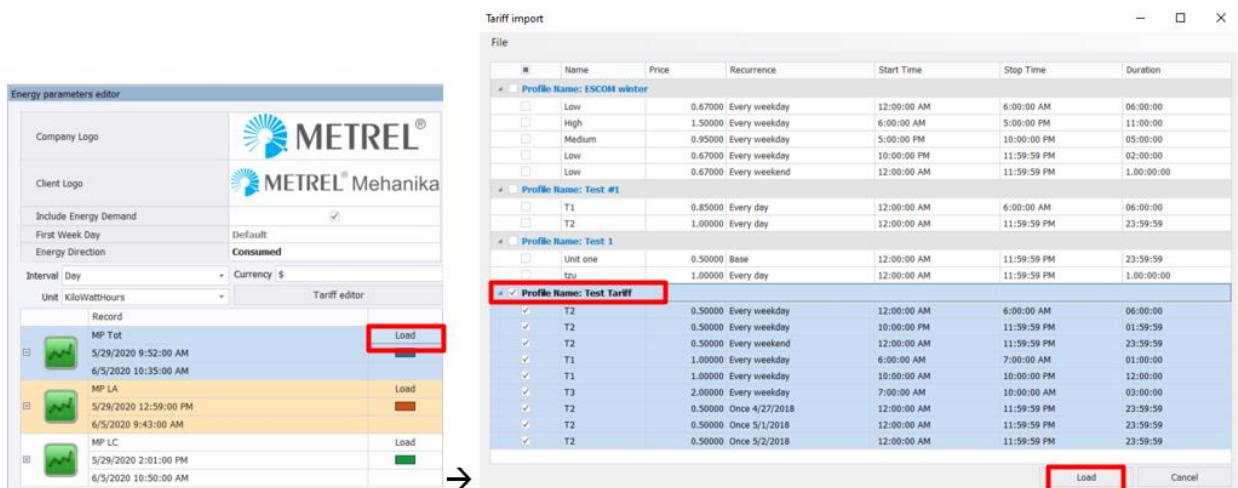 Energy parameters editor
Company Logo
METREL®
Client Logo
METREL® Mehanika
Include Energy Demand
First Week Day Default
Energy Direction Consumed
Interval Day Currency $
Unit KiloWattHours Tariff editor
Record
MP Tot Load
5/29/2020 9:52:00 AM
6/5/2020 10:35:00 AM
MP LA Load
5/29/2020 12:59:00 PM
6/5/2020 9:43:00 AM
MP LC Load
5/29/2020 2:01:00 PM
6/5/2020 10:50:00 AM
→
Tariff import
File
Name Price Recurrence Start Time Stop Time Duration
Profile Name: ESCOM winter
Low 0.67000 Every weekday 12:00:00 AM 6:00:00 AM 06:00:00
High 1.50000 Every weekday 6:00:00 AM 5:00:00 PM 11:00:00
Medium 0.95000 Every weekday 5:00:00 PM 10:00:00 PM 05:00:00
Low 0.67000 Every weekday 10:00:00 PM 11:59:59 PM 02:00:00
Low 0.67000 Every weekend 12:00:00 AM 11:59:59 PM 1.00:00:00
Profile Name: Test #1
T1 0.85000 Every day 12:00:00 AM 6:00:00 AM 06:00:00
T2 1.00000 Every day 12:00:00 AM 11:59:59 PM 23:59:59
Profile Name: Test 1
Unit one 0.50000 Base 12:00:00 AM 11:59:59 PM 23:59:59
tzu 1.00000 Every day 12:00:00 AM 11:59:59 PM 1.00:00:00
Profile Name: Test Tariff
T2 0.50000 Every weekday 12:00:00 AM 6:00:00 AM 06:00:00
T2 0.50000 Every weekday 10:00:00 PM 11:59:59 PM 01:59:59
T2 0.50000 Every weekend 12:00:00 AM 11:59:59 PM 23:59:59
T1 1.00000 Every weekday 6:00:00 AM 7:00:00 AM 01:00:00
T1 1.00000 Every weekday 10:00:00 AM 10:00:00 PM 12:00:00
T3 2.00000 Every weekday 7:00:00 AM 10:00:00 AM 03:00:00
T2 0.50000 Once 4/27/2018 12:00:00 AM 11:59:59 PM 23:59:59
T2 0.50000 Once 5/1/2018 12:00:00 AM 11:59:59 PM 23:59:59
T2 0.50000 Once 5/2/2018 12:00:00 AM 11:59:59 PM 23:59:59
Load Cancel